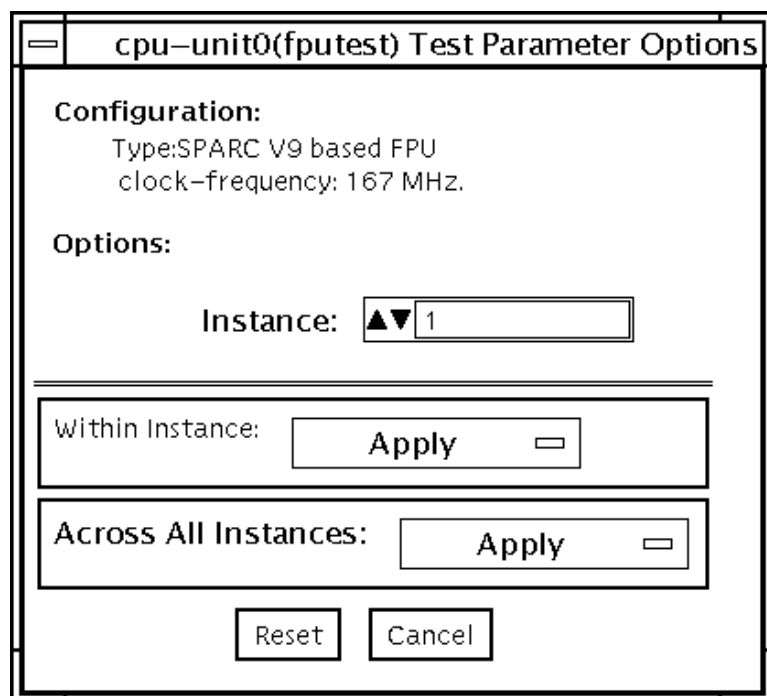 cpu-unit0(fputest) Test Parameter Options
Configuration:
Type:SPARC V9 based FPU
clock-frequency: 167 MHz.
Options:
Instance: 1
Within Instance: Apply
Across All Instances: Apply
Reset Cancel